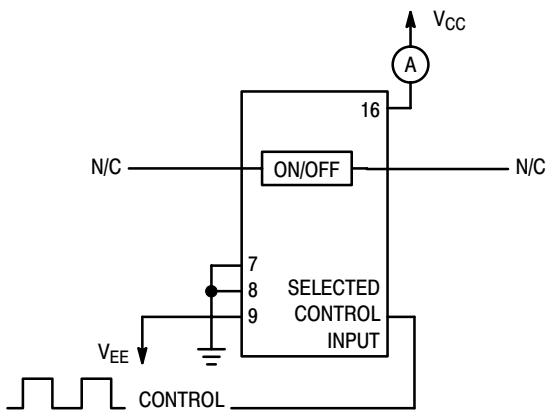 VCC
A
16
N/C
ON/OFF
N/C
7
8
9
SELECTED
CONTROL
INPUT
VEE
CONTROL